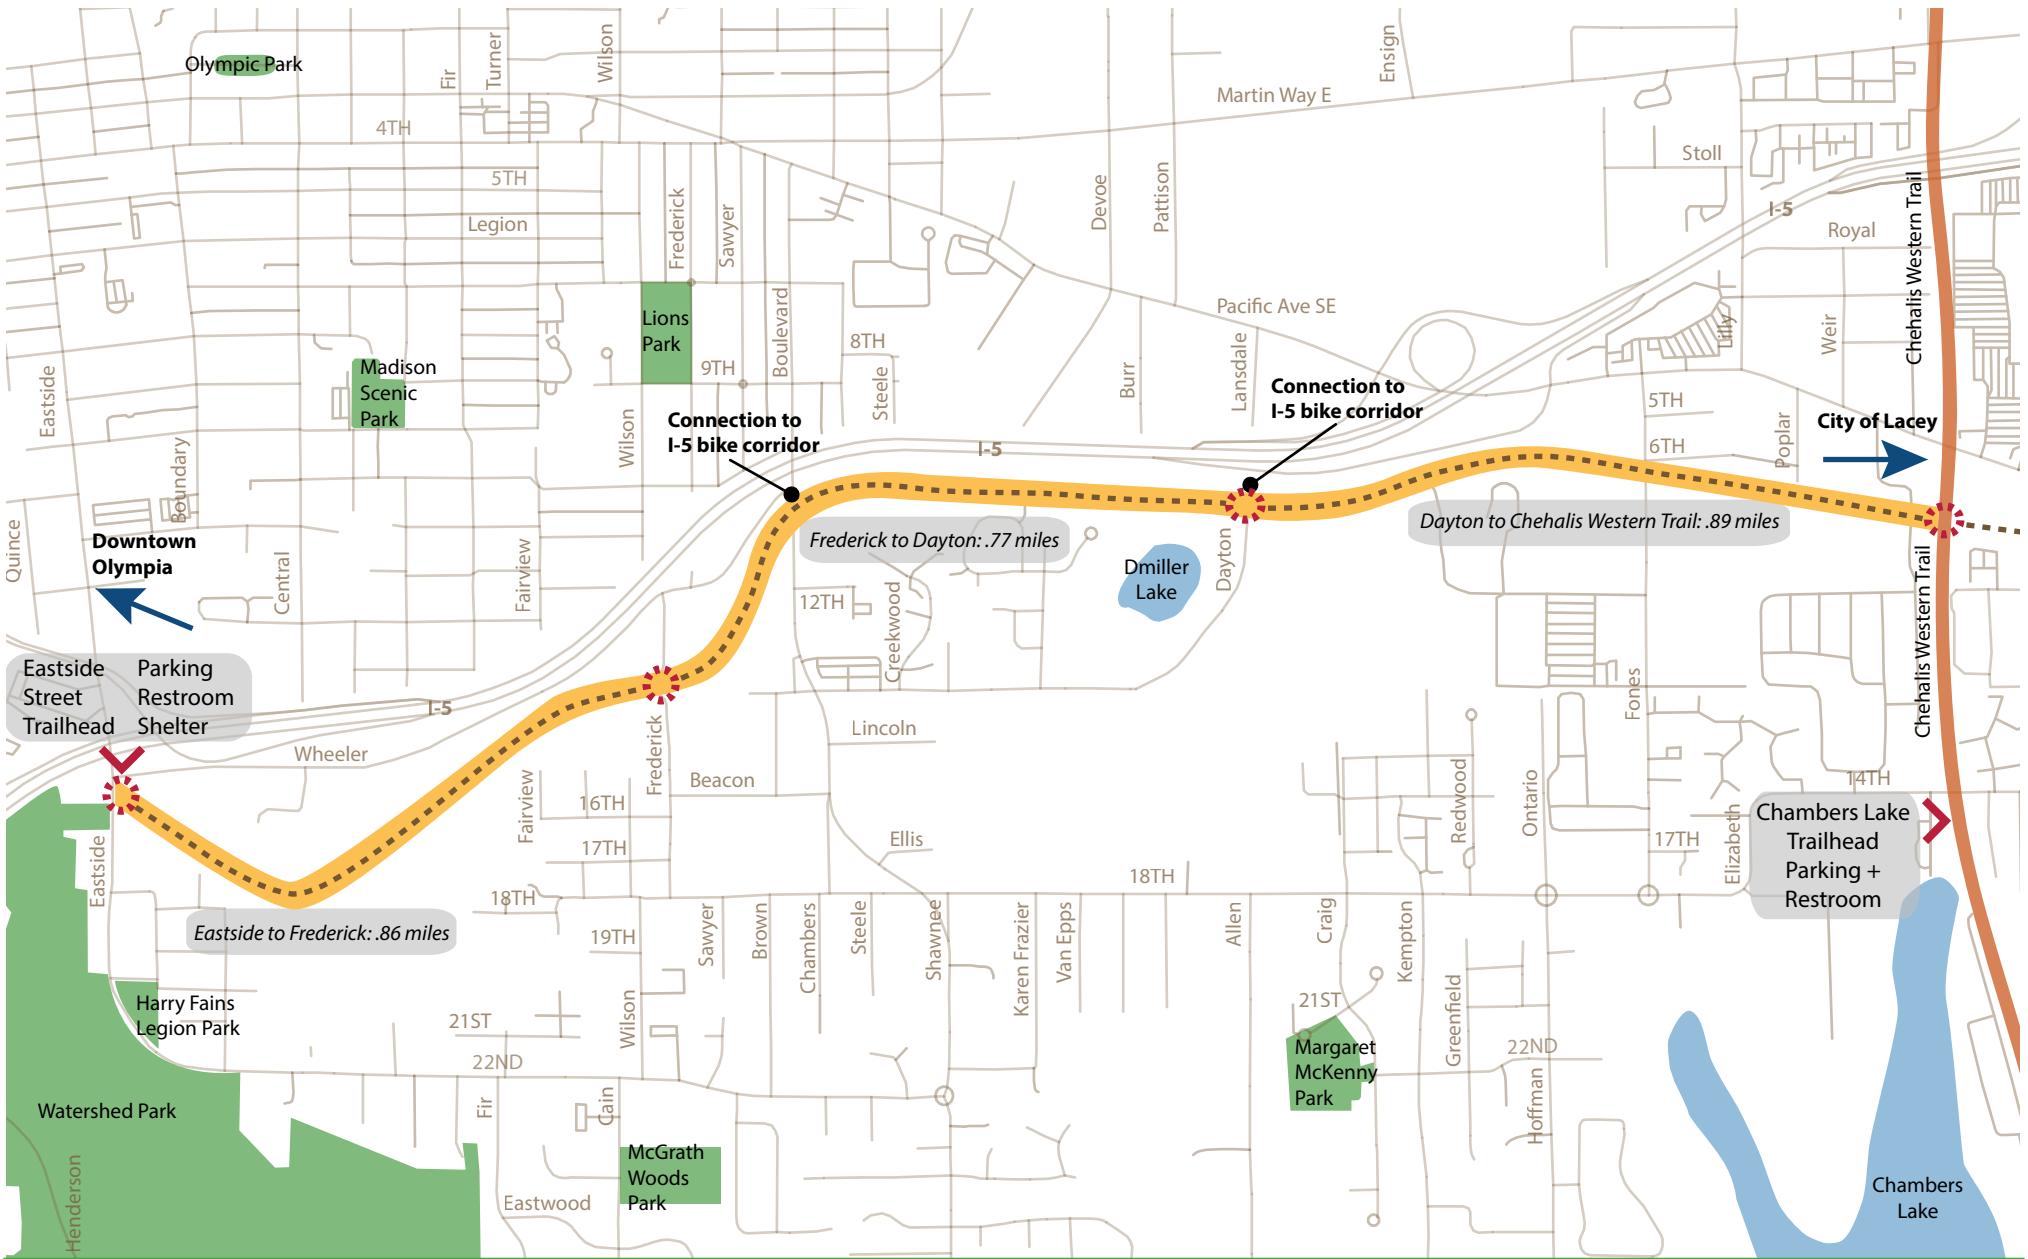 Olympic Park
Fir
Turner
Wilson
Ensign
Martin Way E
4TH
Stoll
5TH
Legion
Frederick
Sawyer
Devoe
Pattison
I-5
Royal
Chehalis Western Trail
Pacific Ave SE
Lions
Park
Boulevard
8TH
9TH
Steele
Burr
Lansdale
Lilly
Weir
Madison
Scenic
Park
Eastside
Wilson
Connection to
I-5 bike corridor
Connection to
I-5 bike corridor
5TH
6TH
Poplar
City of Lacey
I-5
Boundary
Quince
Downtown
Olympia
Central
Fairview
Frederick to Dayton: .77 miles
Dayton to Chehalis Western Trail: .89 miles
Dmiller
Lake
Dayton
12TH
Creekwood
Chehalis Western Trail
Eastside
Street
Trailhead
Parking
Restroom
Shelter
I-5
Wheeler
Frederick
Lincoln
Fones
Beacon
Fairview
16TH
17TH
18TH
Ellis
18TH
Redwood
Ontario
17TH
Elizabeth
14TH
Chambers Lake
Trailhead
Parking +
Restroom
Eastside
Eastside to Frederick: .86 miles
19TH
Sawyer
Brown
Chambers
Steele
Shawnee
Karen Frazier
Van Epps
Allen
Craig
Kempton
Greenfield
Harry Fains
Legion Park
21ST
22ND
Wilson
21ST
22ND
Hoffman
Margaret
McKenny
Park
Watershed Park
Henderson
Fir
Cain
McGrath
Woods
Park
Eastwood
Chambers
Lake